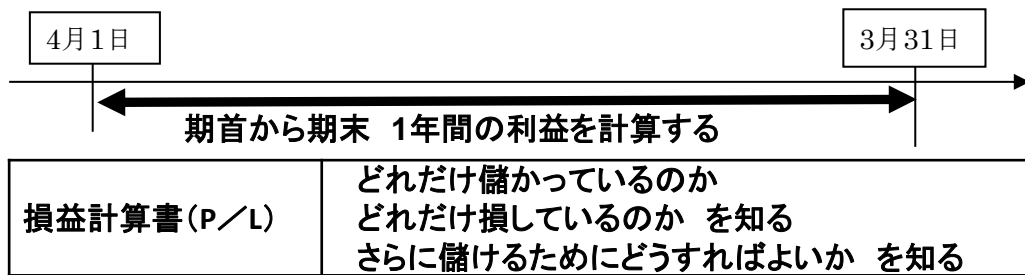 4月1日
3月31日
期首から期末 1年間の利益を計算する
損益計算書(P/L)
どれだけ儲かっているのか
どれだけ損しているのか を知る
さらに儲けるためにどうすればよいか を知る